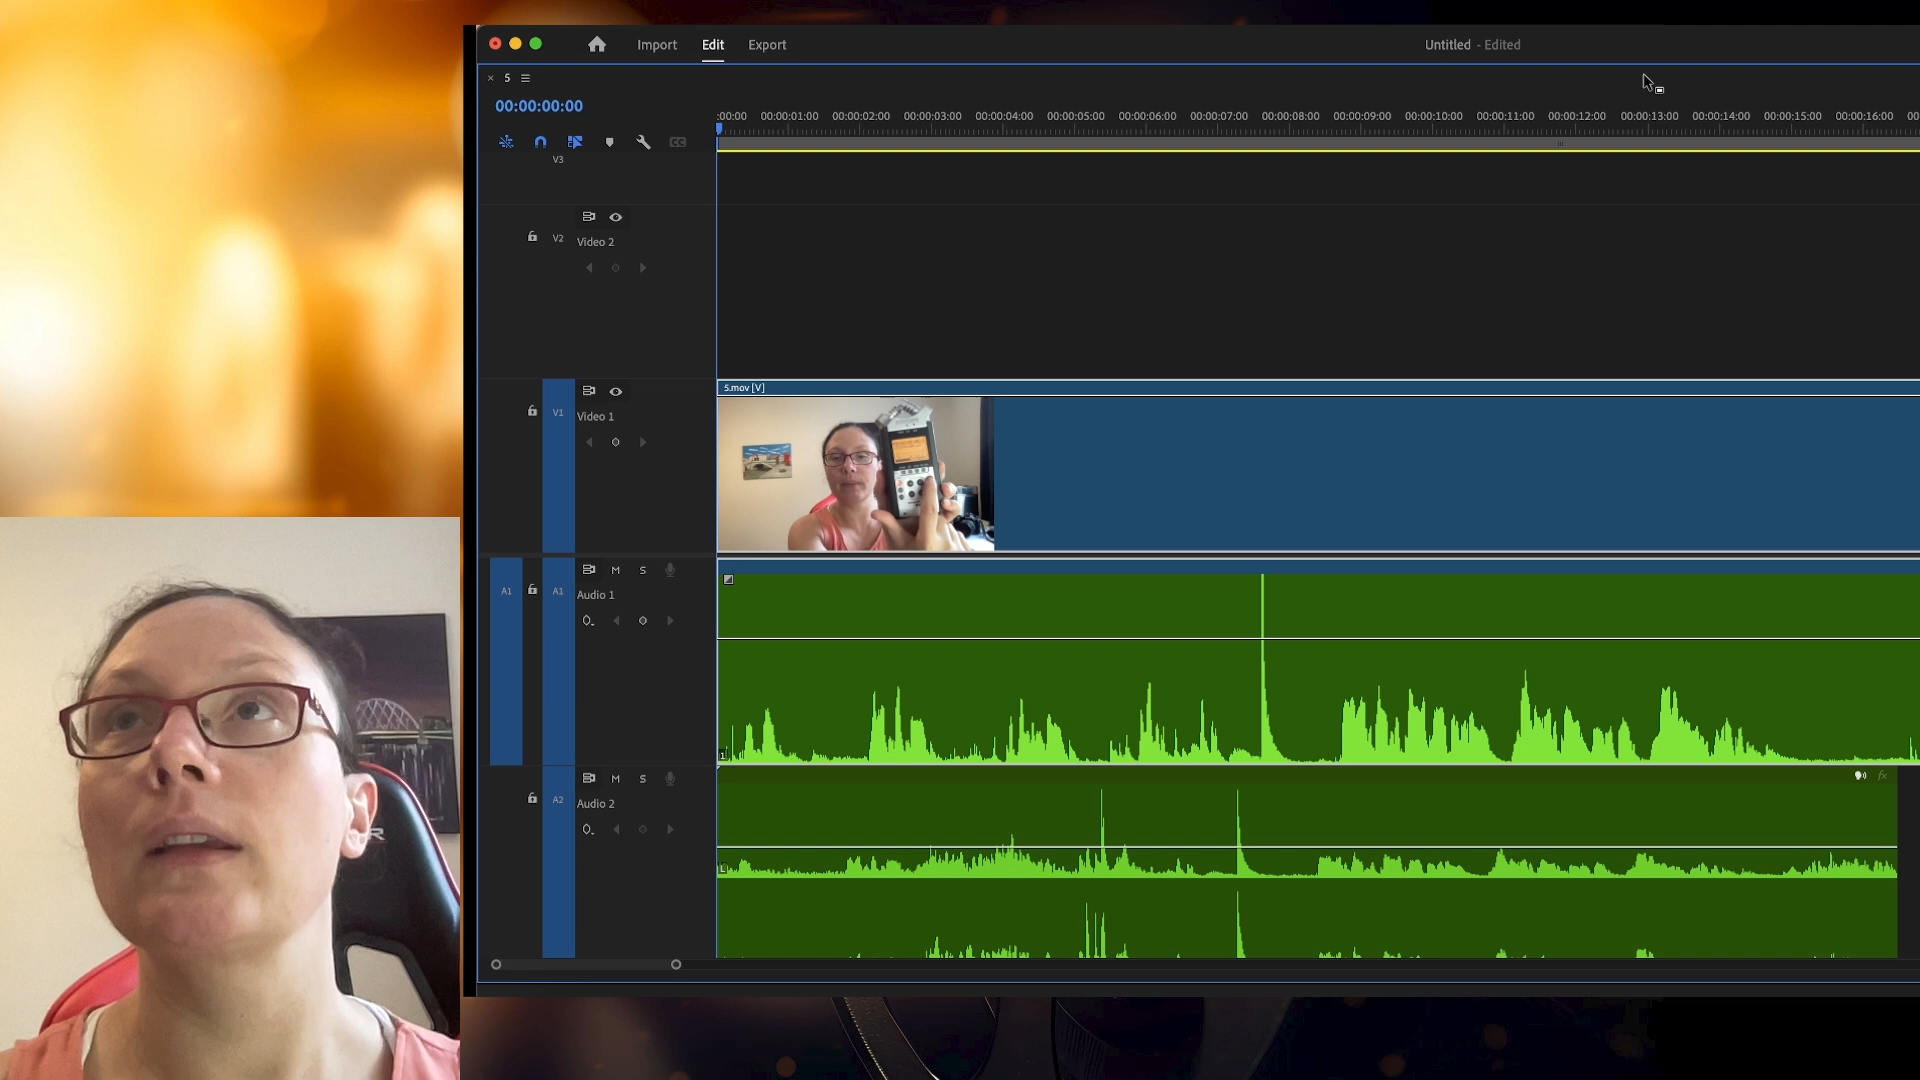 Import Edit Export Untitled - Edited
× 5
00:00:00:00
:00:00 00:00:01:00 00:00:02:00 00:00:03:00 00:00:04:00 00:00:05:00 00:00:06:00 00:00:07:00 00:00:08:00 00:00:09:00 00:00:10:00 00:00:11:00 00:00:12:00 00:00:13:00 00:00:14:00 00:00:15:00 00:00:16:00 00
CC
V3
V2 Video 2
5.mov [V]
V1 Video 1
M S
A1 A1 Audio 1
1
M S
fx
A2 Audio 2
L
R